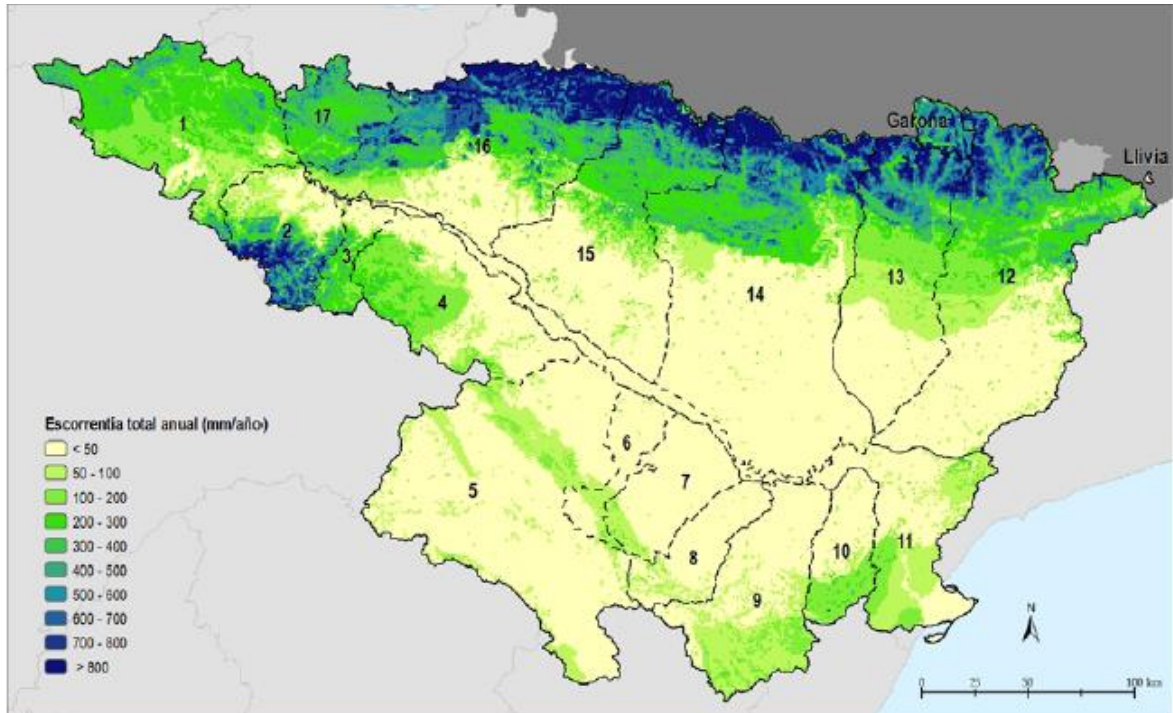 Garona
Llivia
1
17
16
2
3
4
15
14
13
12
5
6
7
8
9
10
11
Escorrentía total anual (mm/año)
< 50
50 - 100
100 - 200
200 - 300
300 - 400
400 - 500
500 - 600
600 - 700
700 - 800
> 800
N
0 25 50 100 km